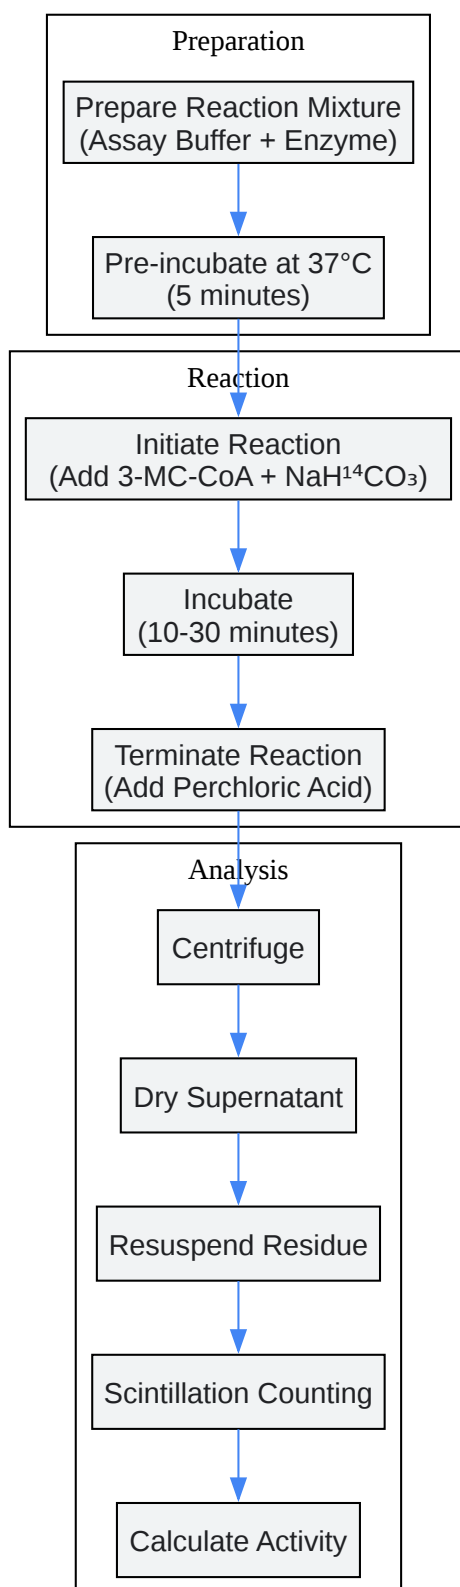 Preparation
Prepare Reaction Mixture
(Assay Buffer + Enzyme)
Pre-incubate at 37°C
(5 minutes)
Reaction
Initiate Reaction
(Add 3-MC-CoA + NaH¹⁴CO₃)
Incubate
(10-30 minutes)
Terminate Reaction
(Add Perchloric Acid)
Analysis
Centrifuge
Dry Supernatant
Resuspend Residue
Scintillation Counting
Calculate Activity